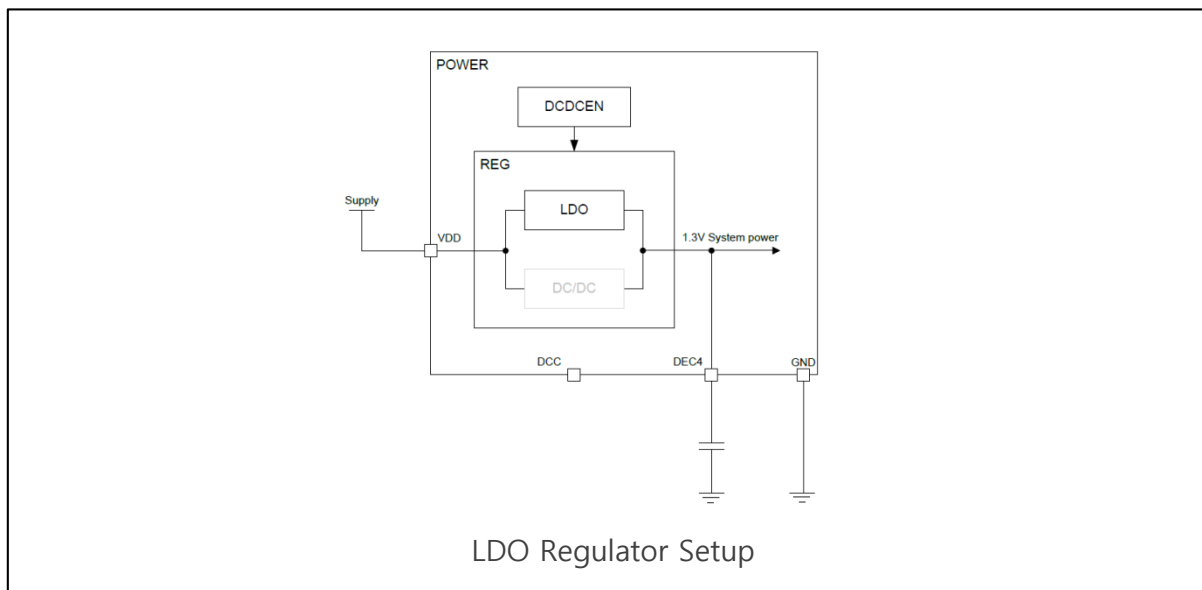 POWER
DCDCEN
REG
LDO
Supply
VDD
1.3V System power
DC/DC
DCC
DEC4
GND
LDO Regulator Setup